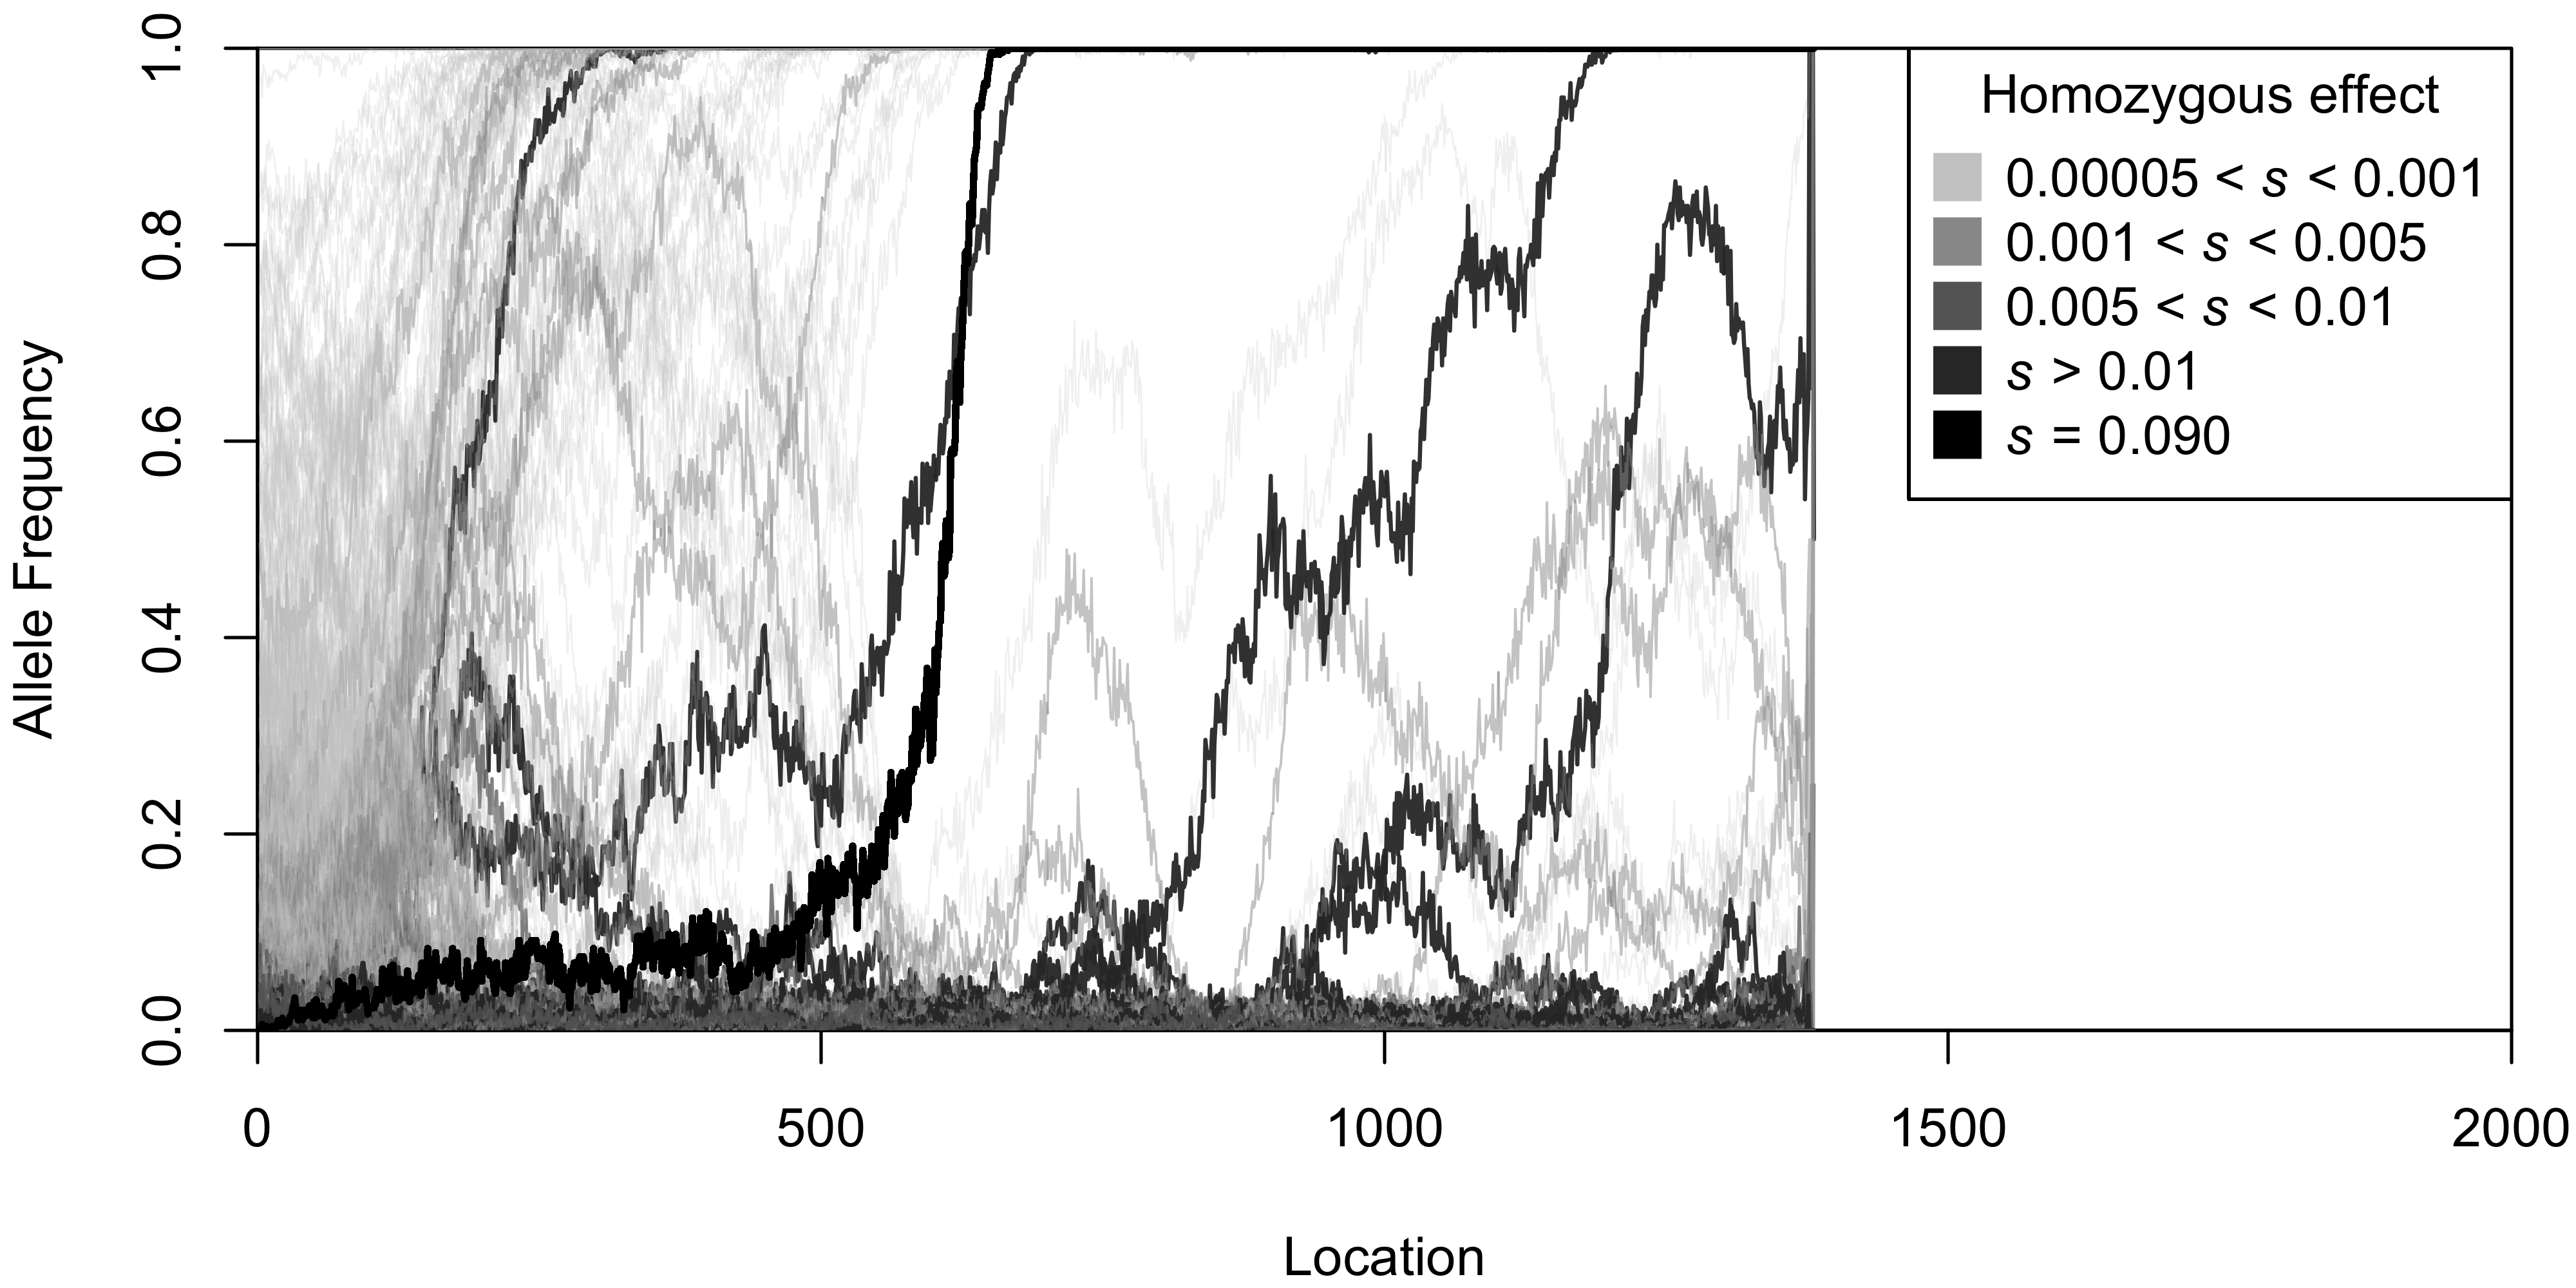 Allele Frequency
1.0
0.8
0.6
0.4
0.2
0.0
Homozygous effect
0.00005 < s < 0.001
0.001 < s < 0.005
0.005 < s < 0.01
s > 0.01
s = 0.090
0 500 1000 1500 2000
Location